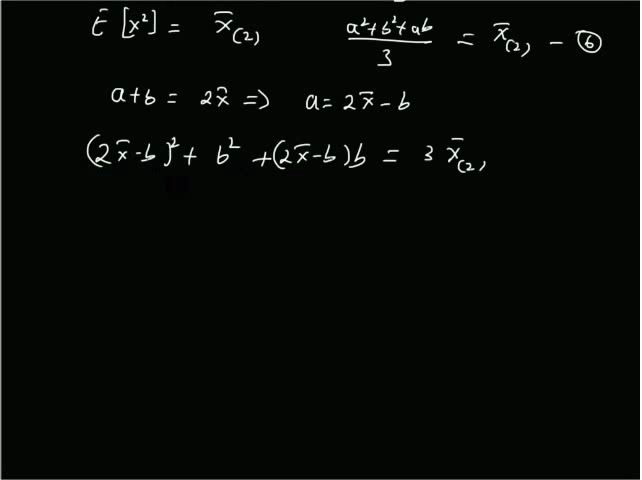 E [x²] = x̄₍₂₎ (a²+b²+ab)/3 = x̄₍₂₎ – ⑥
a+b = 2x̄ => a = 2x̄ – b
(2x̄-b)² + b² + (2x̄-b)b = 3 x̄₍₂₎